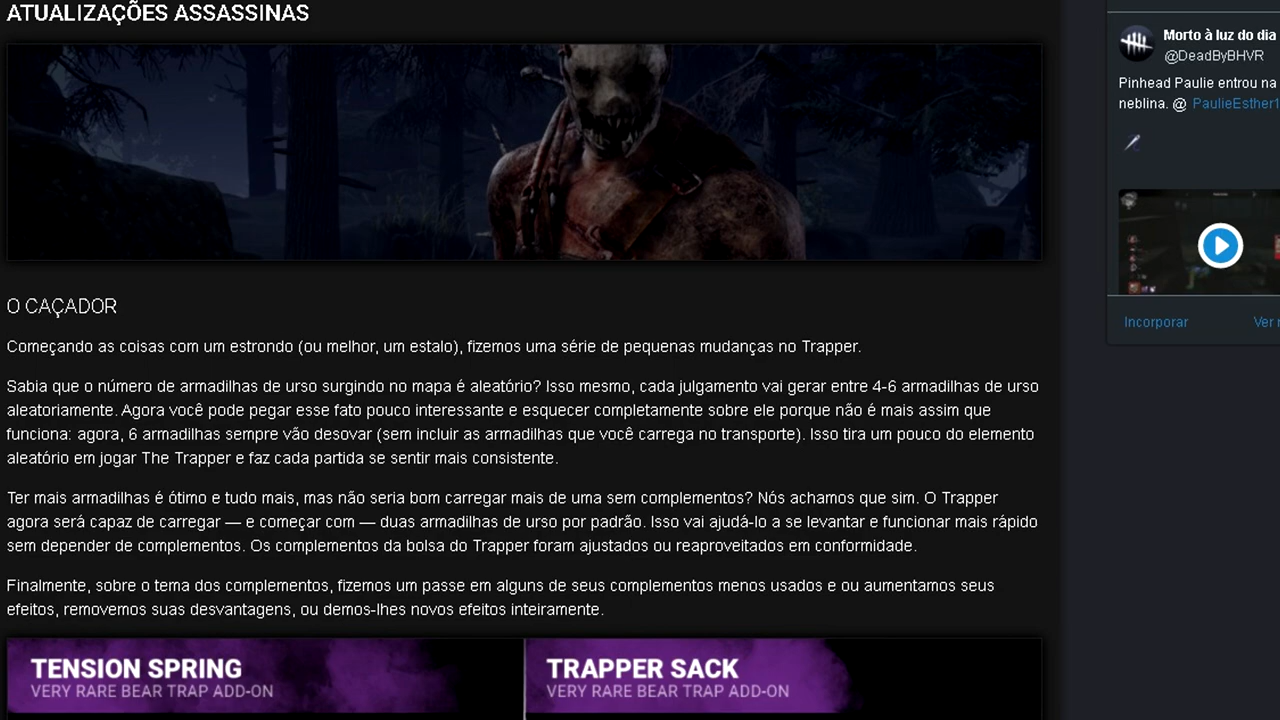 ATUALIZAÇÕES ASSASSINAS
O CAÇADOR
Começando as coisas com um estrondo (ou melhor, um estalo), fizemos uma série de pequenas mudanças no Trapper.
Sabia que o número de armadilhas de urso surgindo no mapa é aleatório? Isso mesmo, cada julgamento vai gerar entre 4-6 armadilhas de urso
aleatoriamente. Agora você pode pegar esse fato pouco interessante e esquecer completamente sobre ele porque não é mais assim que
funciona: agora, 6 armadilhas sempre vão desovar (sem incluir as armadilhas que você carrega no transporte). Isso tira um pouco do elemento
aleatório em jogar The Trapper e faz cada partida se sentir mais consistente.
Ter mais armadilhas é ótimo e tudo mais, mas não seria bom carregar mais de uma sem complementos? Nós achamos que sim. O Trapper
agora será capaz de carregar — e começar com — duas armadilhas de urso por padrão. Isso vai ajudá-lo a se levantar e funcionar mais rápido
sem depender de complementos. Os complementos da bolsa do Trapper foram ajustados ou reaproveitados em conformidade.
Finalmente, sobre o tema dos complementos, fizemos um passe em alguns de seus complementos menos usados e ou aumentamos seus
efeitos, removemos suas desvantagens, ou demos-lhes novos efeitos inteiramente.
TENSION SPRING
VERY RARE BEAR TRAP ADD-ON
TRAPPER SACK
VERY RARE BEAR TRAP ADD-ON
Morto à luz do dia
@DeadByBHVR
Pinhead Paulie entrou na
neblina. @ PaulieEsther1
Incorporar
Ver